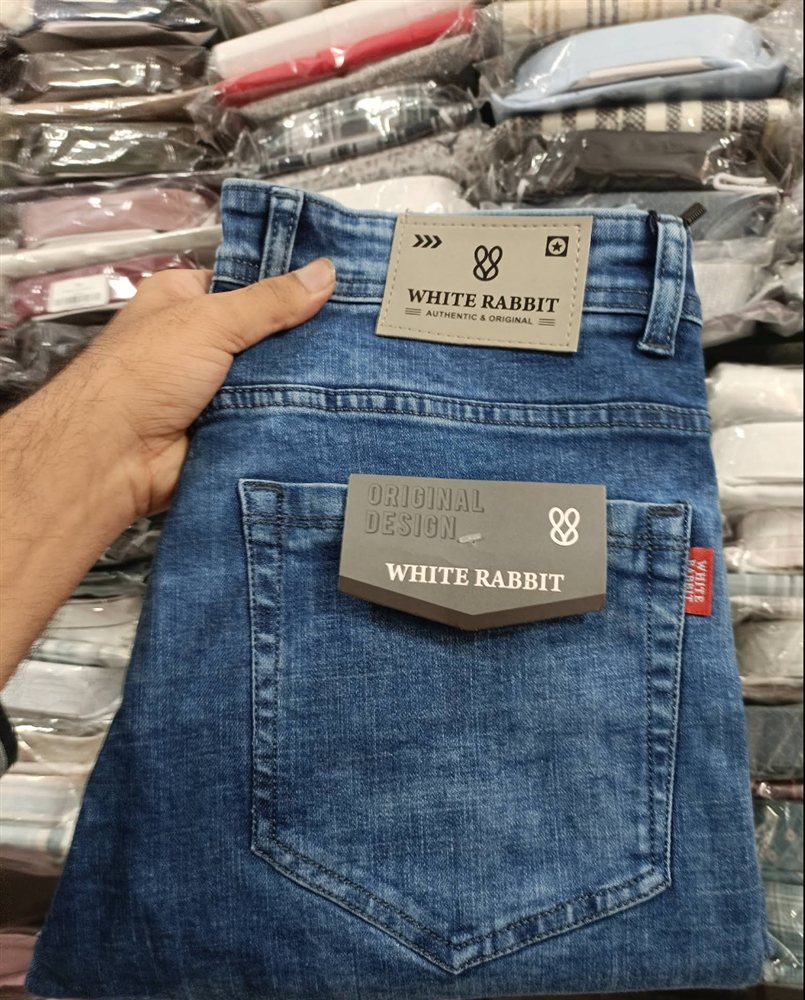 WHITE RABBIT
AUTHENTIC & ORIGINAL
ORIGINAL
DESIGN
WHITE RABBIT
WHITE
RABBIT